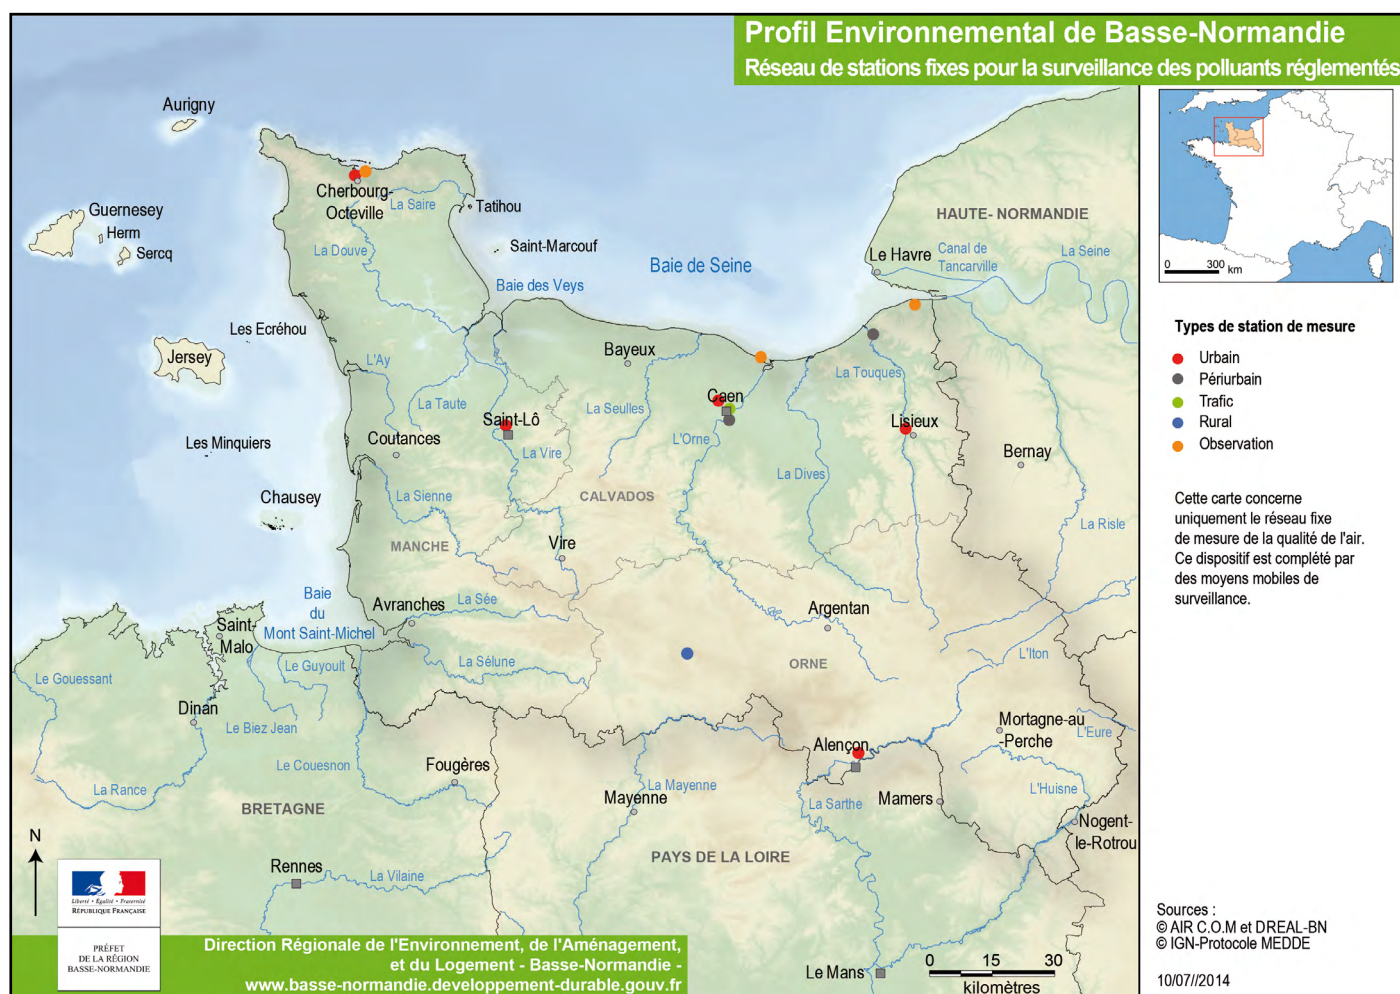 Profil Environnemental de Basse-Normandie
Réseau de stations fixes pour la surveillance des polluants réglementés
Aurigny
Cherbourg-
Octeville
La Saire
Tatihou
Guernesey
Herm
Sercq
La Douve
Saint-Marcouf
Baie des Veys
Baie de Seine
HAUTE- NORMANDIE
Le Havre
Canal de
Tancarville
La Seine
Les Ecréhou
Jersey
L'Ay
La Taute
Bayeux
La Seulles
Caen
La Touques
Saint-Lô
Lisieux
Les Minquiers
Coutances
La Vire
L'Orne
La Dives
Bernay
Chausey
La Sienne
CALVADOS
La Risle
MANCHE
Vire
Baie
du
Mont Saint-Michel
Avranches
La Sée
Argentan
Saint-
Malo
Le Guyoult
La Sélune
ORNE
L'Iton
Le Gouessant
Dinan
Le Biez Jean
Mortagne-au
-Perche
L'Eure
Alençon
Le Couesnon
Fougères
La Rance
La Mayenne
Mayenne
La Sarthe
Mamers
L'Huisne
BRETAGNE
Nogent-
le-Rotrou
PAYS DE LA LOIRE
Rennes
La Vilaine
Le Mans
N
0 15 30
kilomètres
0 300 km
Types de station de mesure
Urbain
Périurbain
Trafic
Rural
Observation
Cette carte concerne
uniquement le réseau fixe
de mesure de la qualité de l'air.
Ce dispositif est complété par
des moyens mobiles de
surveillance.
Sources :
© AIR C.O.M et DREAL-BN
© IGN-Protocole MEDDE
10/07//2014
Liberté • Égalité • Fraternité
RÉPUBLIQUE FRANÇAISE
PRÉFET
DE LA RÉGION
BASSE-NORMANDIE
Direction Régionale de l'Environnement, de l'Aménagement,
et du Logement - Basse-Normandie -
www.basse-normandie.developpement-durable.gouv.fr